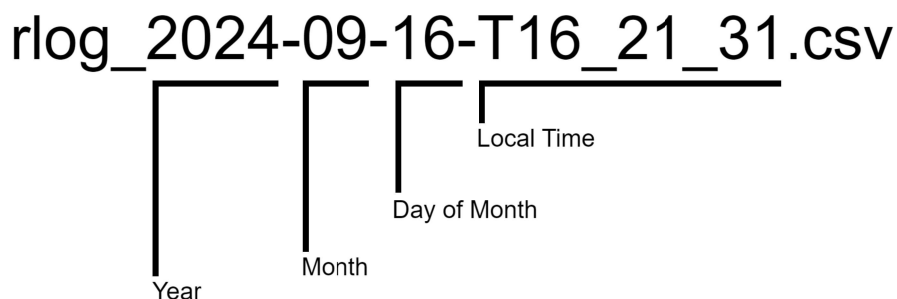 rlog_2024-09-16-T16_21_31.csv
Local Time
Day of Month
Month
Year